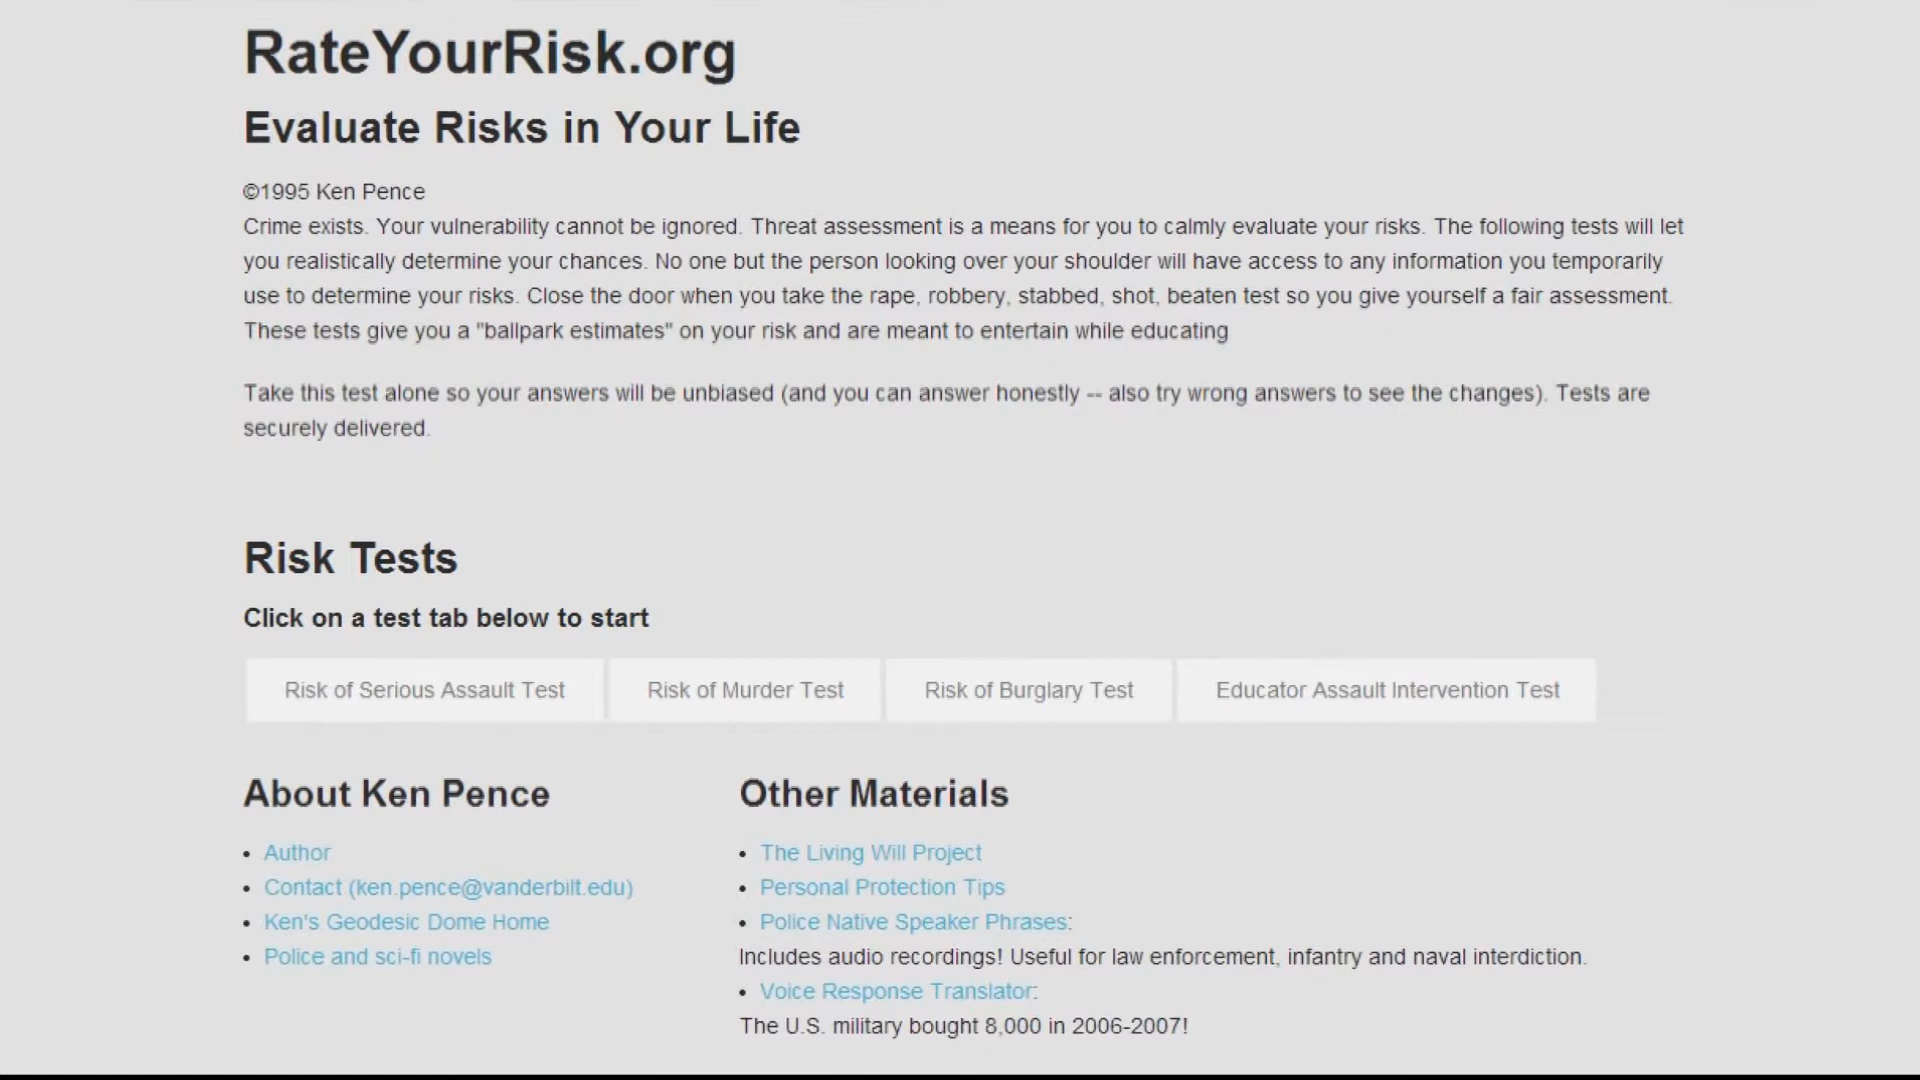 RateYourRisk.org
Evaluate Risks in Your Life
©1995 Ken Pence
Crime exists. Your vulnerability cannot be ignored. Threat assessment is a means for you to calmly evaluate your risks. The following tests will let
you realistically determine your chances. No one but the person looking over your shoulder will have access to any information you temporarily
use to determine your risks. Close the door when you take the rape, robbery, stabbed, shot, beaten test so you give yourself a fair assessment.
These tests give you a "ballpark estimates" on your risk and are meant to entertain while educating
Take this test alone so your answers will be unbiased (and you can answer honestly -- also try wrong answers to see the changes). Tests are
securely delivered.
Risk Tests
Click on a test tab below to start
Risk of Serious Assault Test
Risk of Murder Test
Risk of Burglary Test
Educator Assault Intervention Test
About Ken Pence
• Author
• Contact (ken.pence@vanderbilt.edu)
• Ken's Geodesic Dome Home
• Police and sci-fi novels
Other Materials
• The Living Will Project
• Personal Protection Tips
• Police Native Speaker Phrases:
Includes audio recordings! Useful for law enforcement, infantry and naval interdiction.
• Voice Response Translator:
The U.S. military bought 8,000 in 2006-2007!